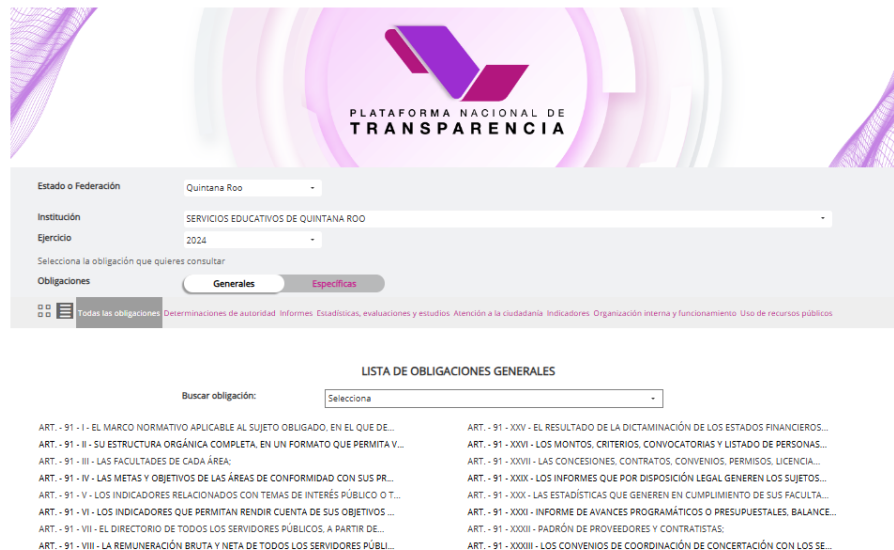 PLATAFORMA NACIONAL DE
TRANSPARENCIA
Estado o Federación
Quintana Roo
Institución
SERVICIOS EDUCATIVOS DE QUINTANA ROO
Ejercicio
2024
Selecciona la obligación que quieres consultar
Obligaciones
Generales
Específicas
Todas las obligaciones Determinaciones de autoridad Informes Estadísticas, evaluaciones y estudios Atención a la ciudadanía Indicadores Organización interna y funcionamiento Uso de recursos públicos
LISTA DE OBLIGACIONES GENERALES
Buscar obligación:
Selecciona
ART. - 91 - I - EL MARCO NORMATIVO APLICABLE AL SUJETO OBLIGADO, EN EL QUE DE...
ART. - 91 - II - SU ESTRUCTURA ORGÁNICA COMPLETA, EN UN FORMATO QUE PERMITA V...
ART. - 91 - III - LAS FACULTADES DE CADA ÁREA;
ART. - 91 - IV - LAS METAS Y OBJETIVOS DE LAS ÁREAS DE CONFORMIDAD CON SUS PR...
ART. - 91 - V - LOS INDICADORES RELACIONADOS CON TEMAS DE INTERÉS PÚBLICO O T...
ART. - 91 - VI - LOS INDICADORES QUE PERMITAN RENDIR CUENTA DE SUS OBJETIVOS ...
ART. - 91 - VII - EL DIRECTORIO DE TODOS LOS SERVIDORES PÚBLICOS, A PARTIR DE...
ART. - 91 - VIII - LA REMUNERACIÓN BRUTA Y NETA DE TODOS LOS SERVIDORES PÚBLI...
ART. - 91 - XXV - EL RESULTADO DE LA DICTAMINACIÓN DE LOS ESTADOS FINANCIEROS...
ART. - 91 - XXVI - LOS MONTOS, CRITERIOS, CONVOCATORIAS Y LISTADO DE PERSONAS...
ART. - 91 - XXVII - LAS CONCESIONES, CONTRATOS, CONVENIOS, PERMISOS, LICENCIA...
ART. - 91 - XXIX - LOS INFORMES QUE POR DISPOSICIÓN LEGAL GENEREN LOS SUJETOS...
ART. - 91 - XXX - LAS ESTADÍSTICAS QUE GENEREN EN CUMPLIMIENTO DE SUS FACULTA...
ART. - 91 - XXXI - INFORME DE AVANCES PROGRAMÁTICOS O PRESUPUESTALES, BALANCE...
ART. - 91 - XXXII - PADRÓN DE PROVEEDORES Y CONTRATISTAS;
ART. - 91 - XXXIII - LOS CONVENIOS DE COORDINACIÓN DE CONCERTACIÓN CON LOS SE...